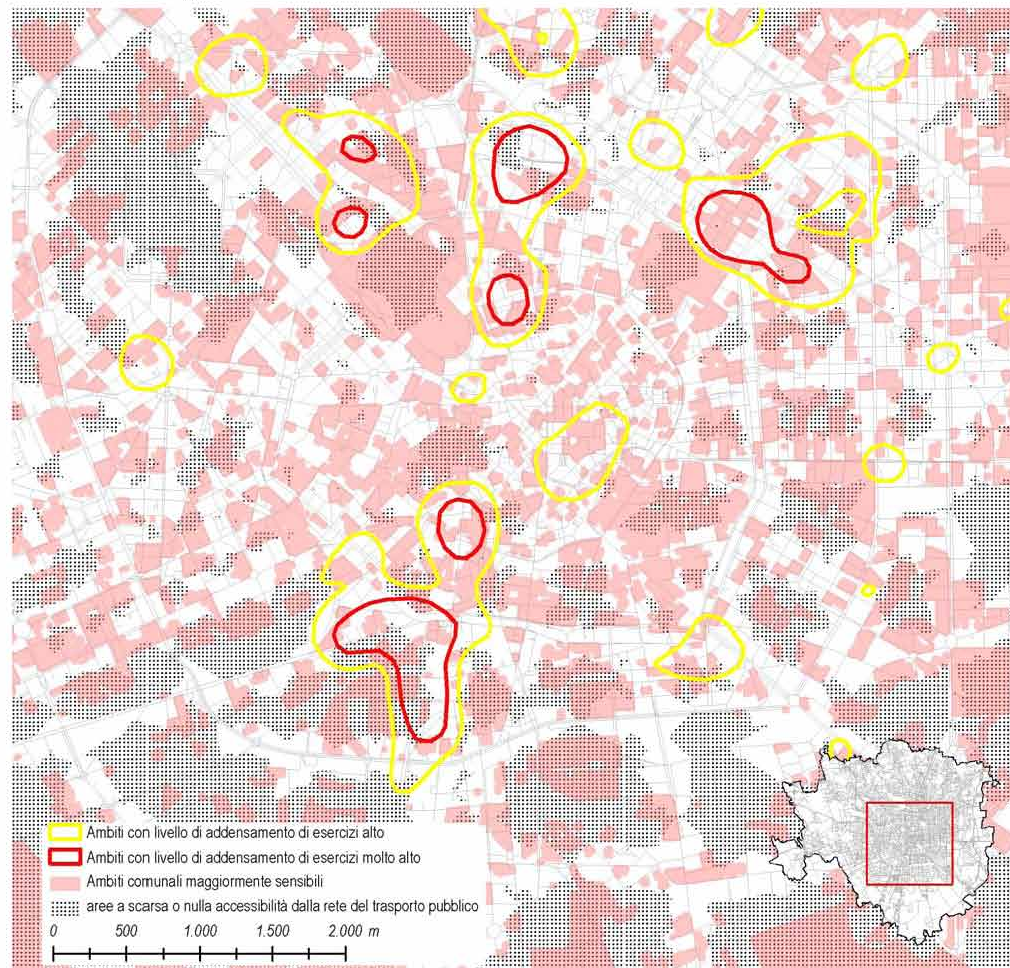 Ambiti con livello di addensamento di esercizi alto
Ambiti con livello di addensamento di esercizi molto alto
Ambiti comunali maggiormente sensibili
aree a scarsa o nulla accessibilità dalla rete del trasporto pubblico
0 500 1.000 1.500 2.000 m